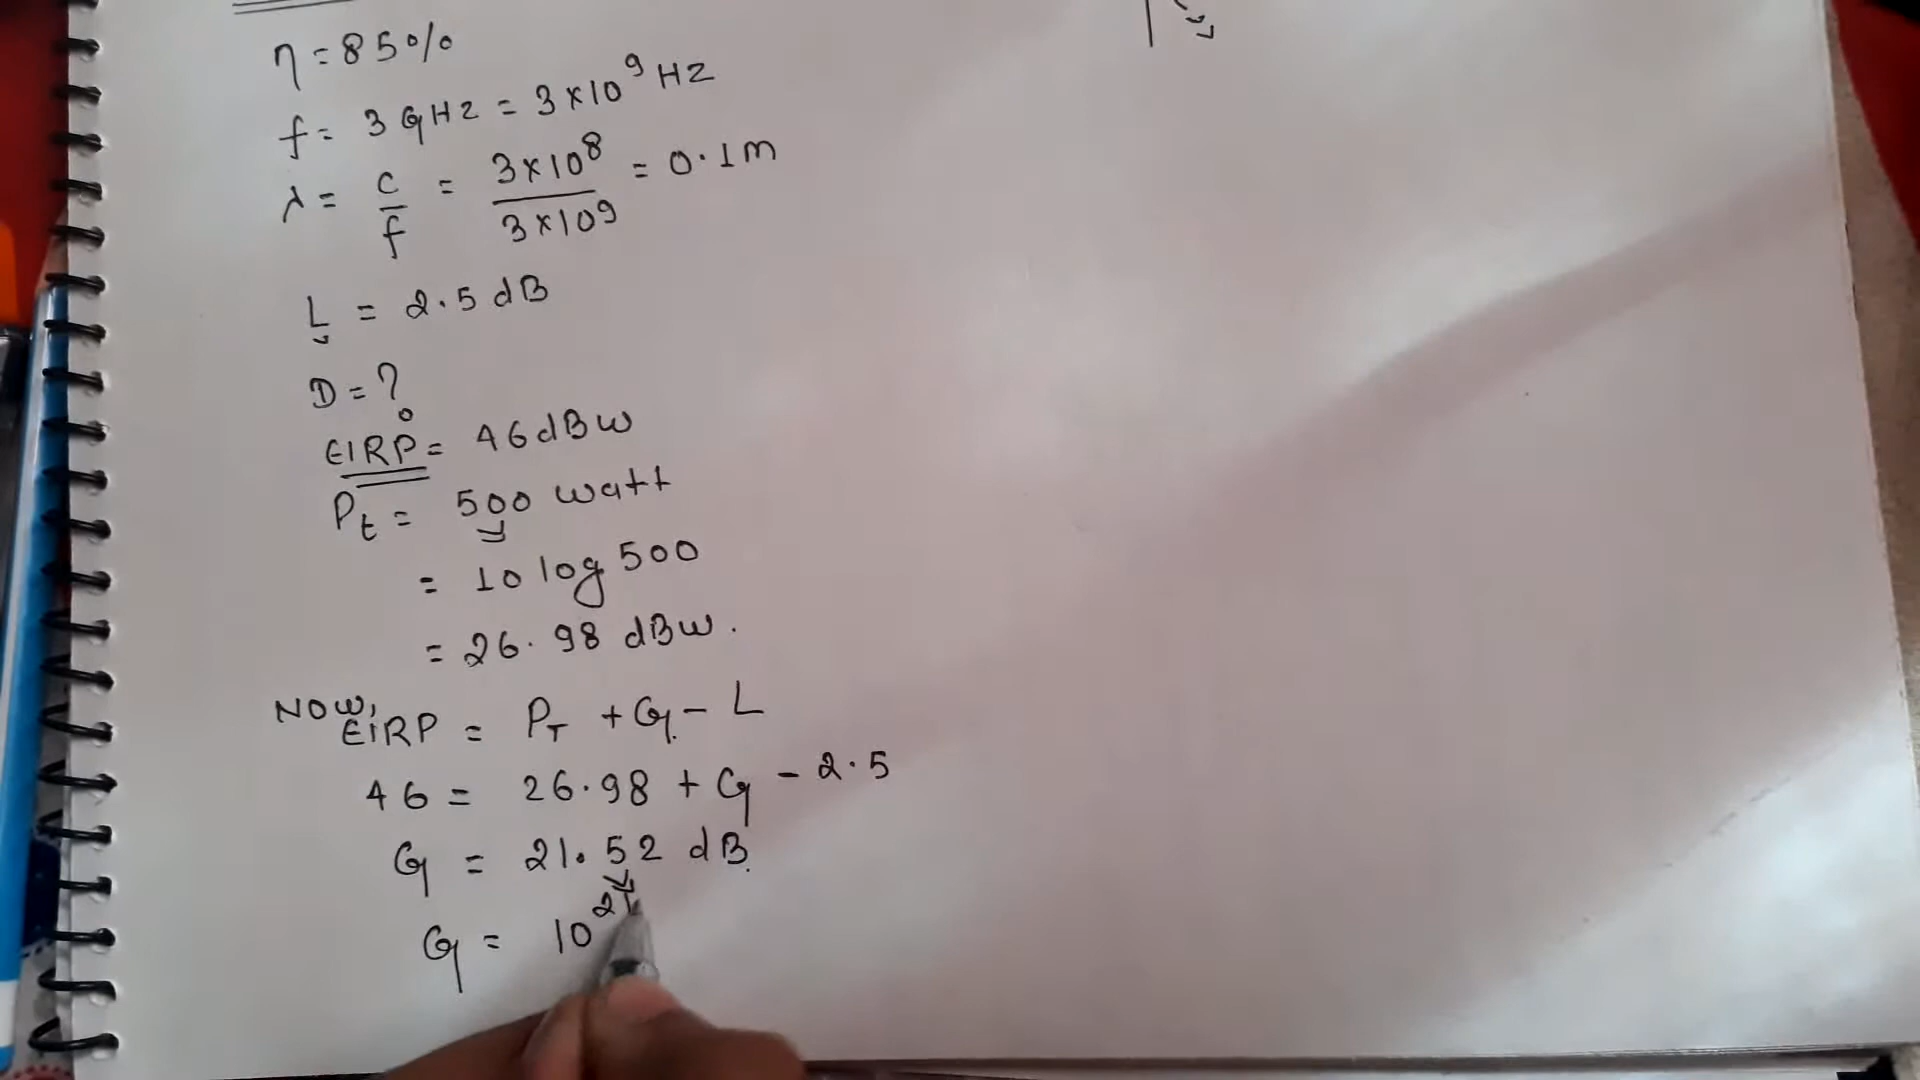 η = 85%
f = 3 GHz = 3×10⁹ Hz
λ = c/f = 3×10⁸/3×10⁹ = 0.1m
L = 2.5 dB
D = ?
EIRP = 46dBw
Pt = 500 watt
= 10 log 500
= 26.98 dBw.
NOW,
EIRP = PT + G - L
46 = 26.98 + G - 2.5
G = 21.52 dB.
G = 10²¹